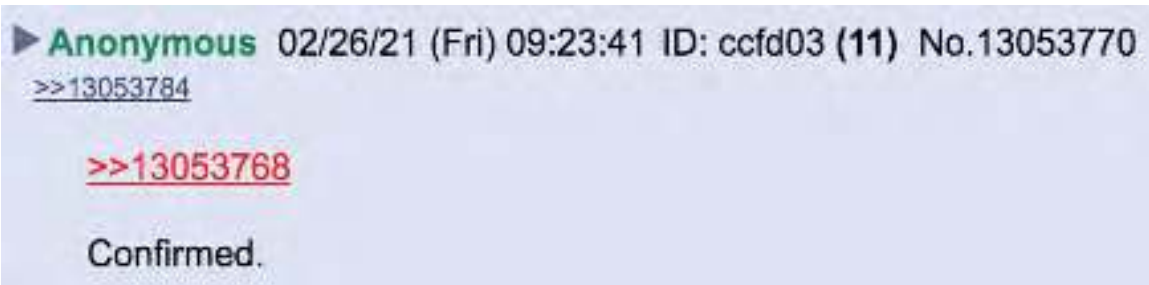 Anonymous 02/26/21 (Fri) 09:23:41 ID: ccfd03 (11) No.13053770
>>13053784
>>13053768
Confirmed.